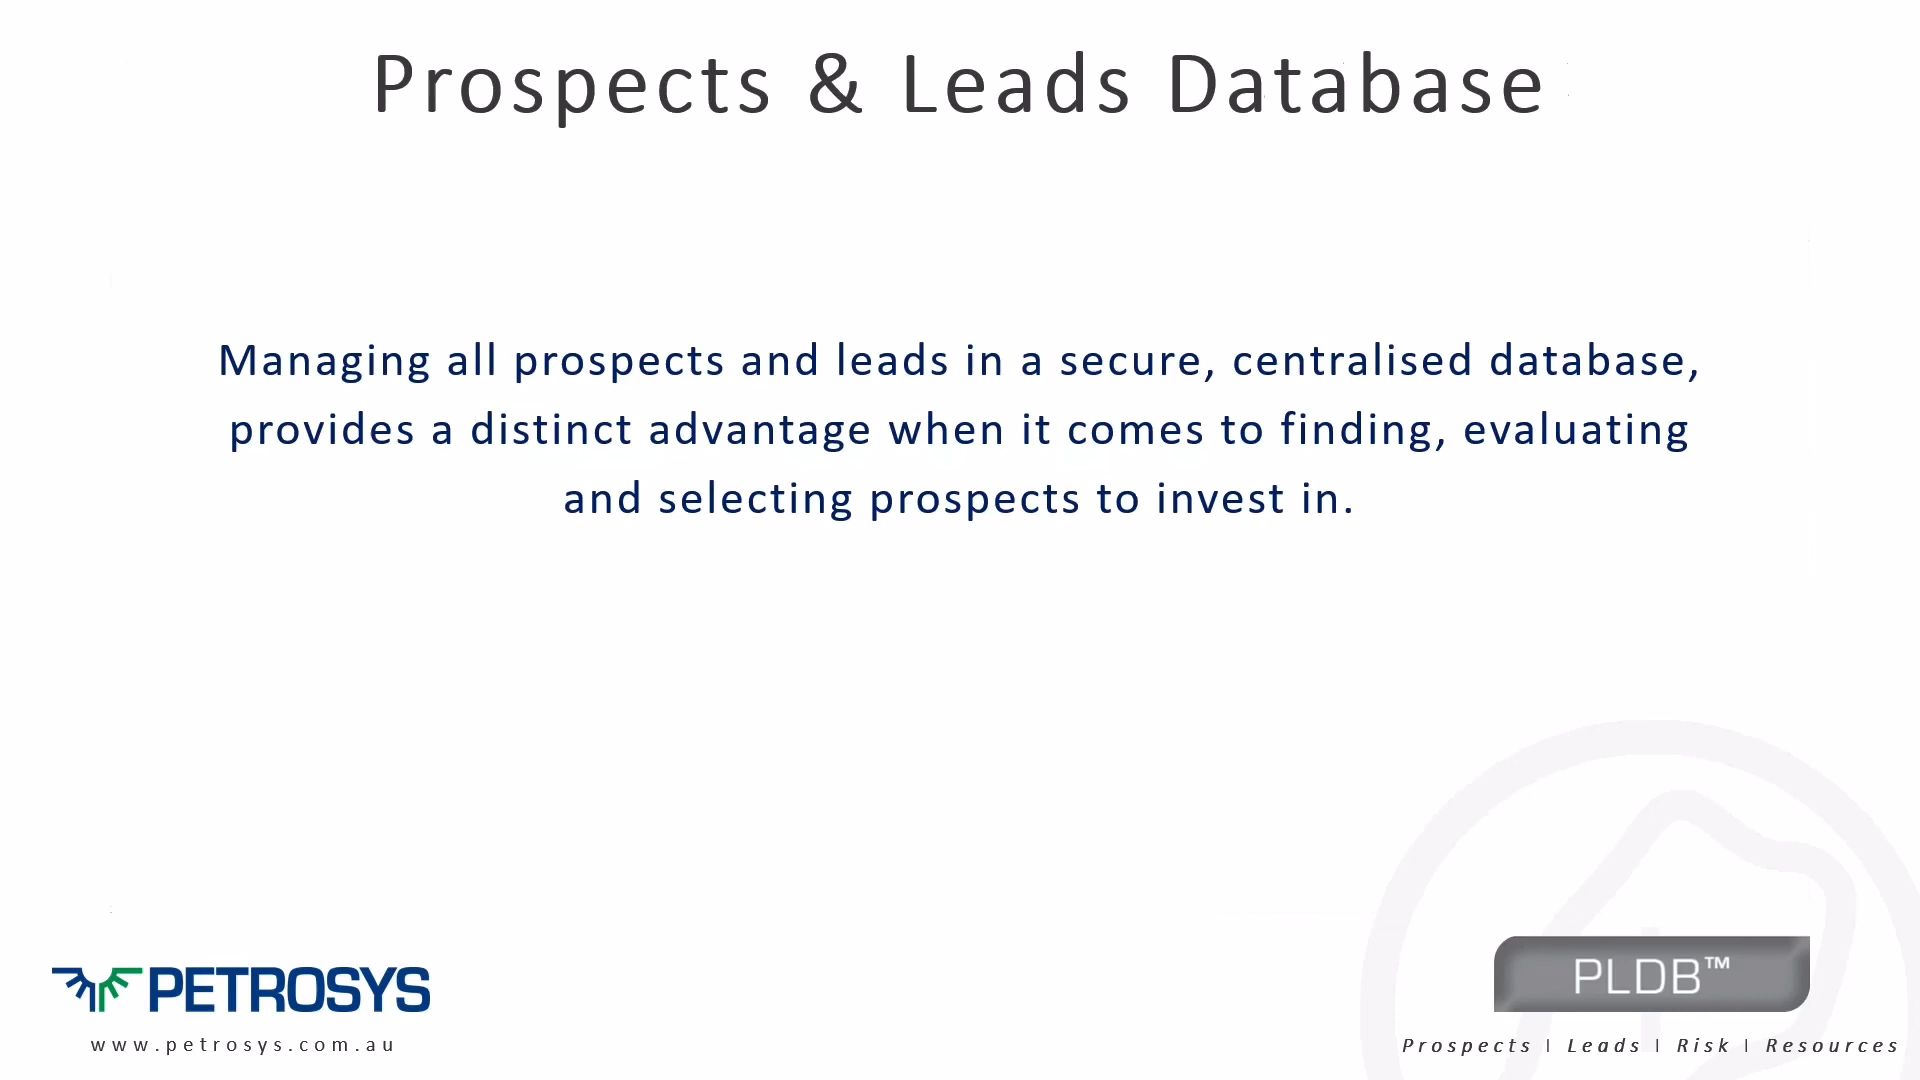 Prospects & Leads Database
Managing all prospects and leads in a secure, centralised database,
provides a distinct advantage when it comes to finding, evaluating
and selecting prospects to invest in.
PETROSYS
www.petrosys.com.au
PLDB™
Prospects | Leads | Risk | Resources